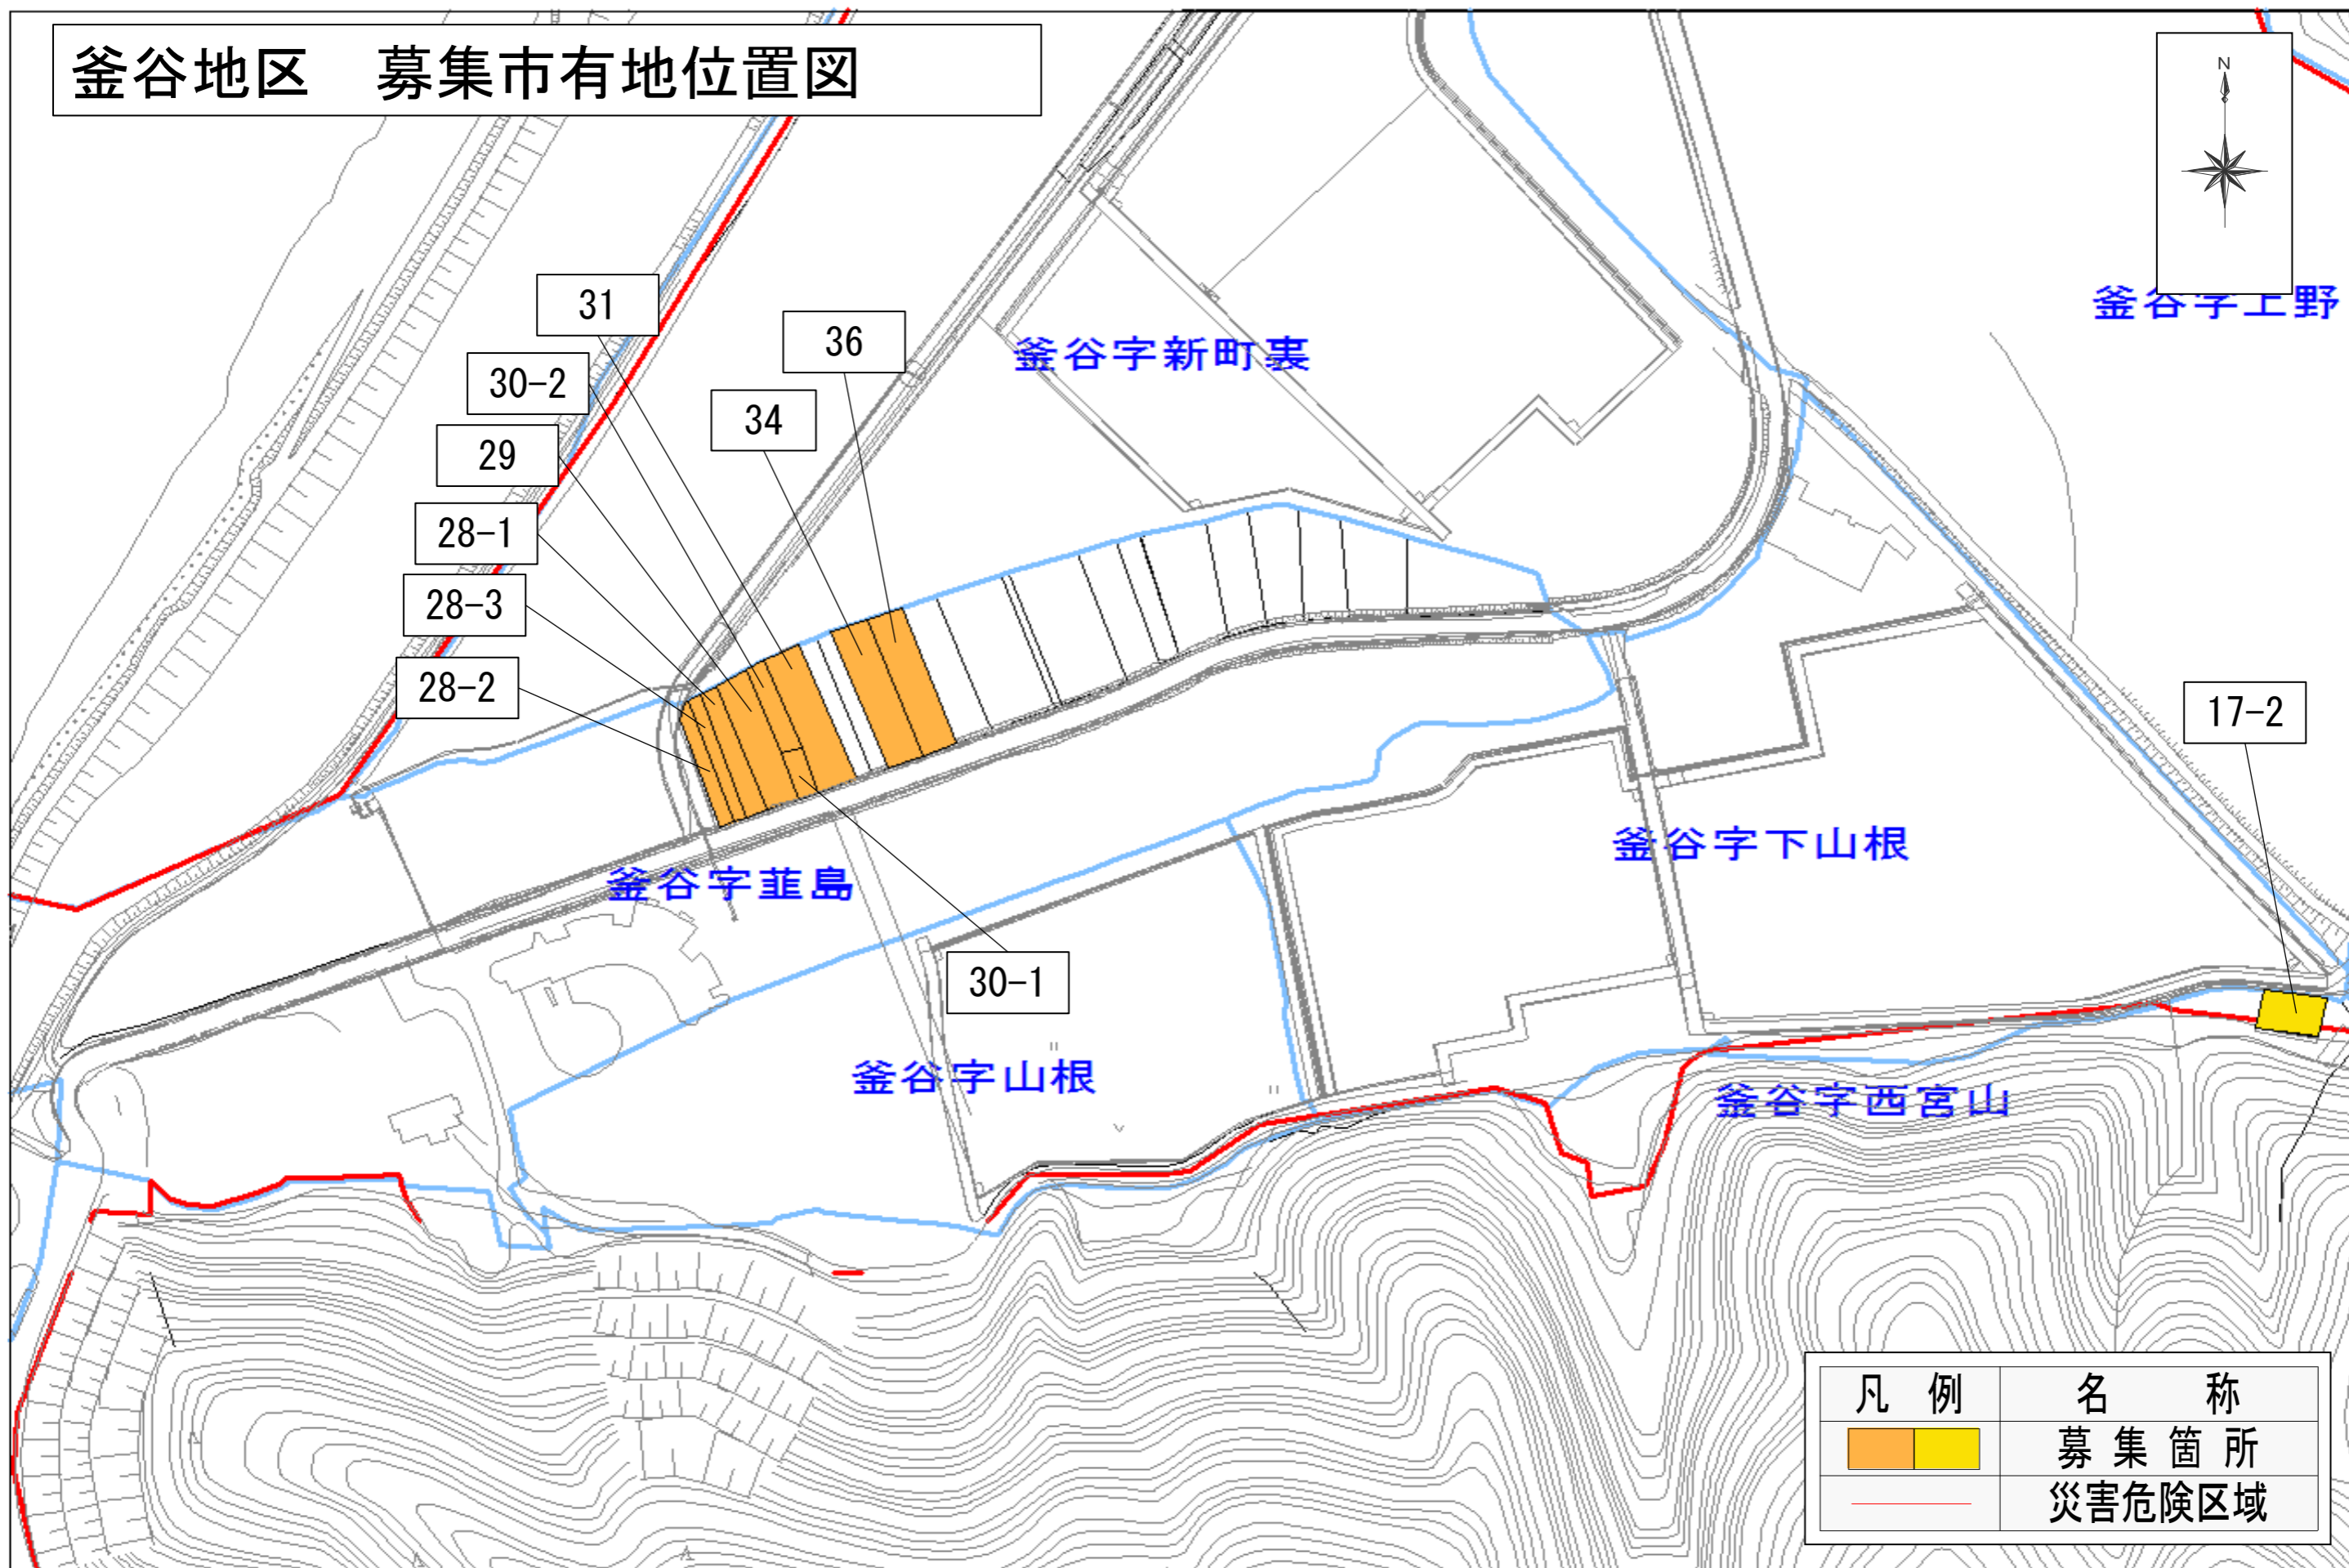 釜谷地区　募集市有地位置図
N
釜谷字上野
31
36
釜谷字新町裏
30-2
34
29
28-1
28-3
28-2
17-2
釜谷字下山根
釜谷字韮島
30-1
釜谷字山根
釜谷字西宮山
凡 例 名 称
募集箇所
災害危険区域